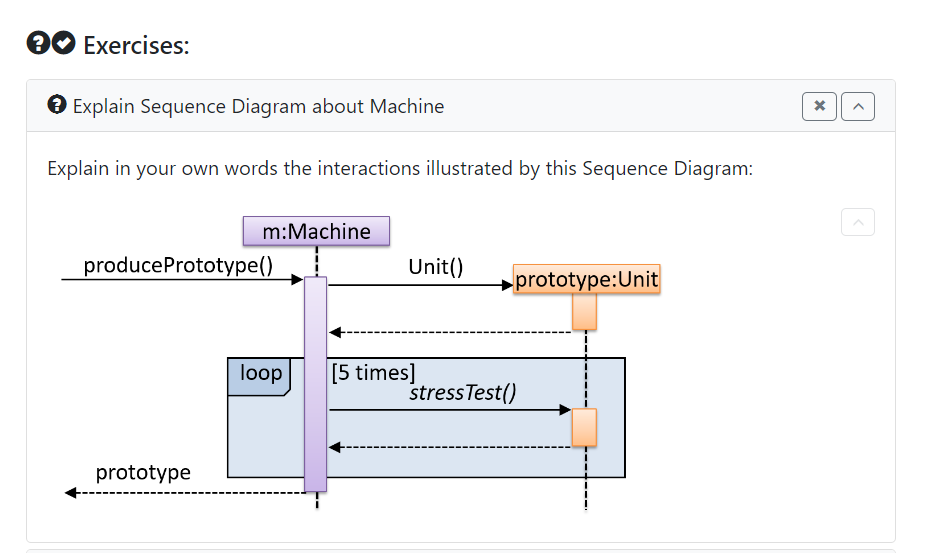 Exercises:
Explain Sequence Diagram about Machine
Explain in your own words the interactions illustrated by this Sequence Diagram:
m:Machine
producePrototype()
Unit()
prototype:Unit
loop
[5 times]
stressTest()
prototype